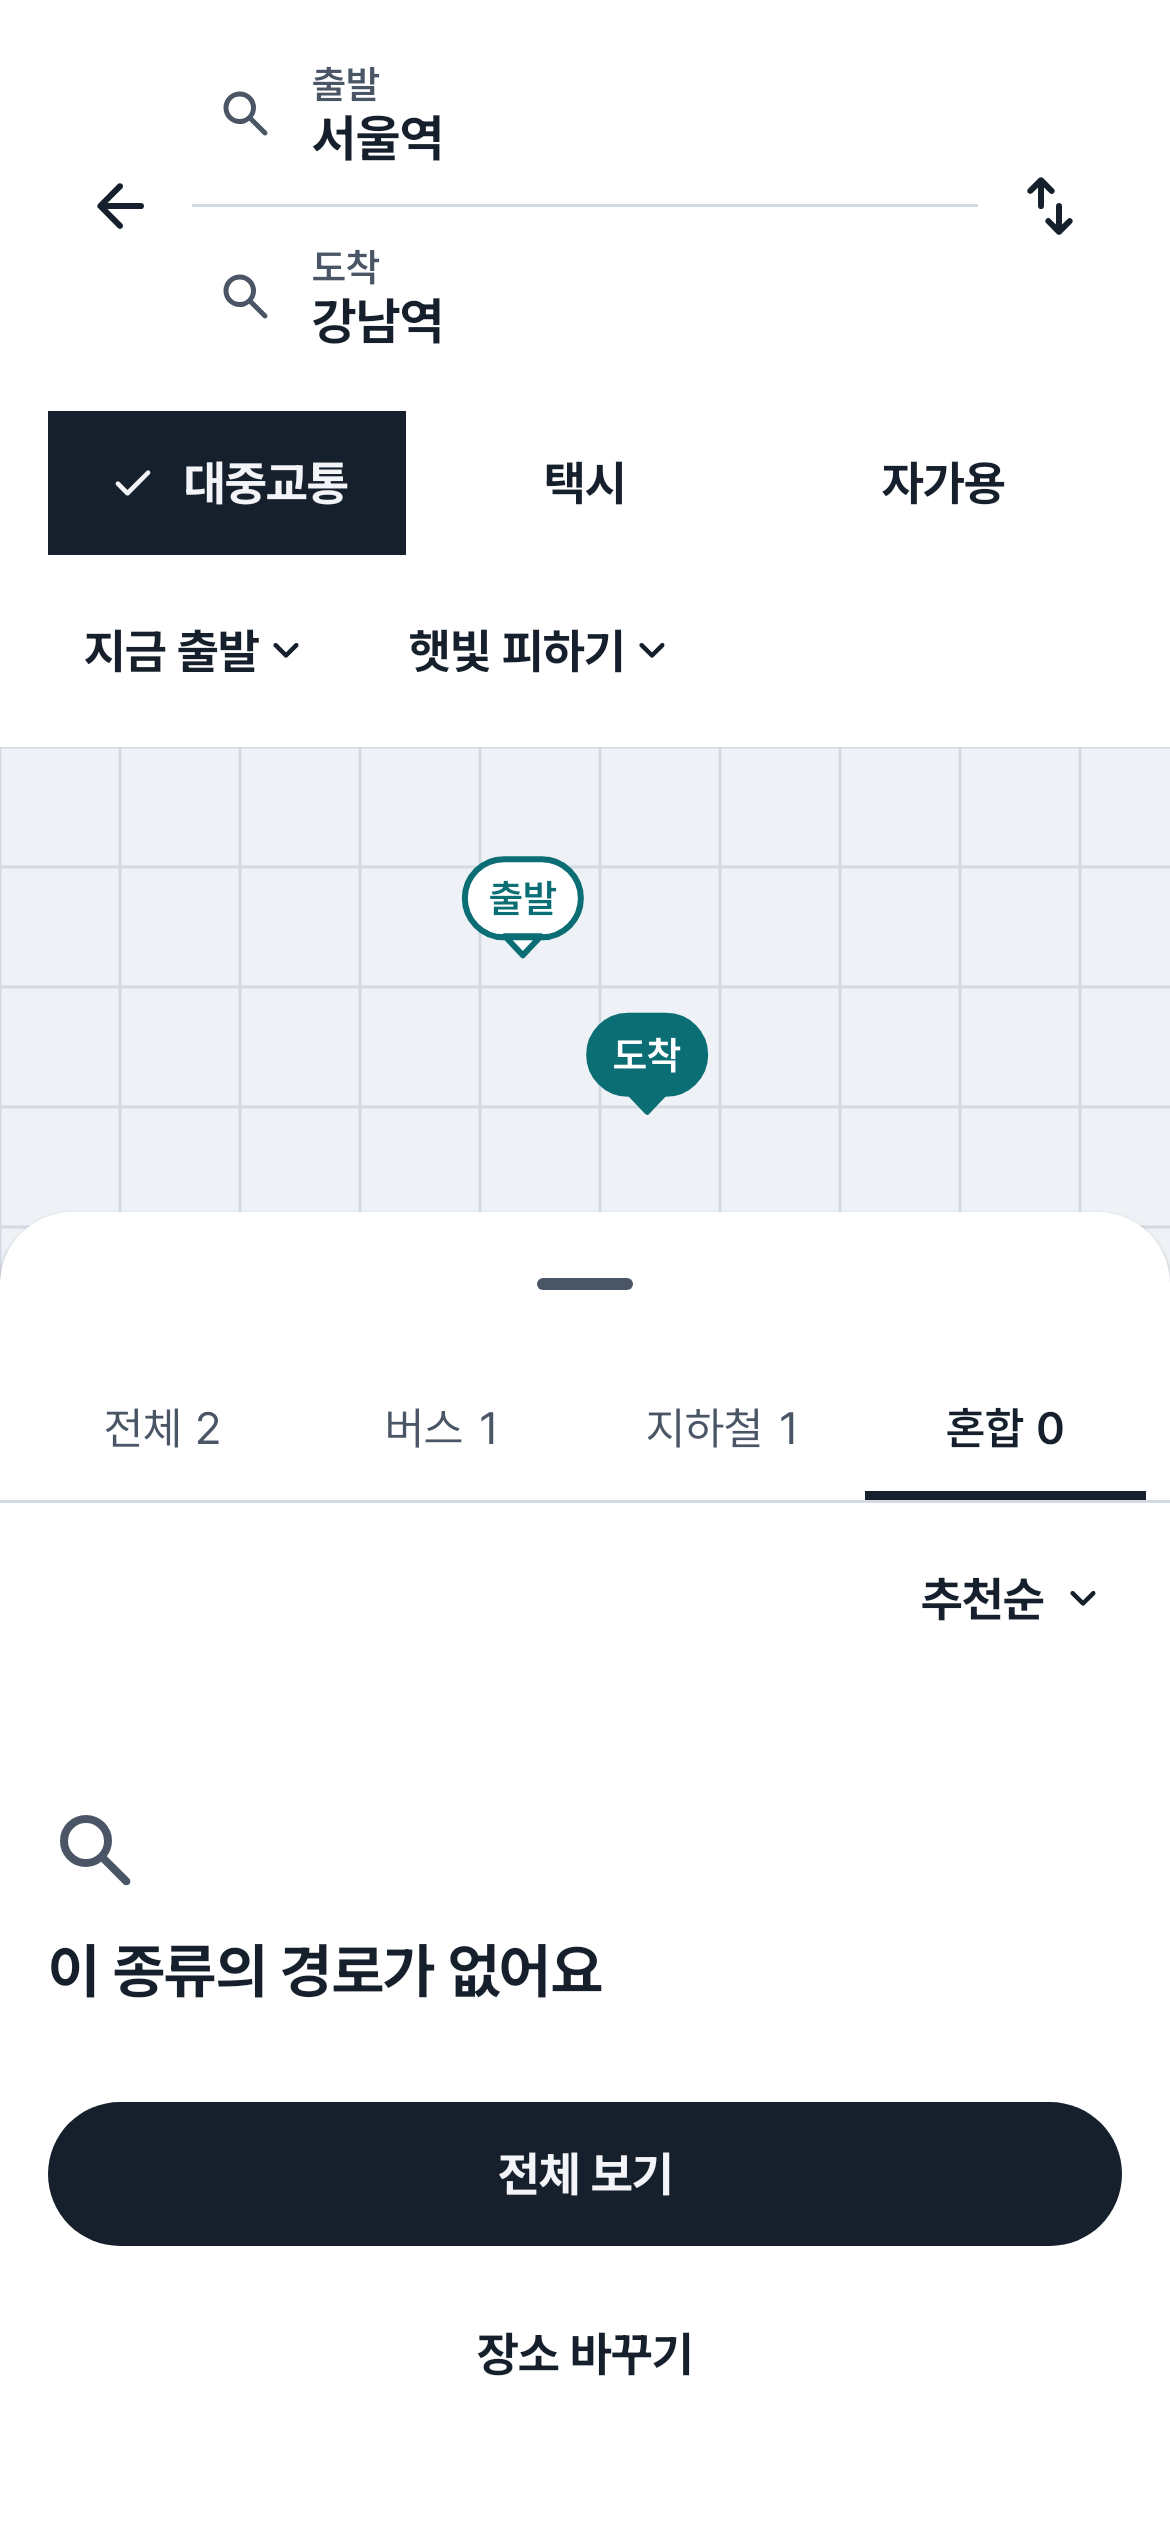 출발
서울역
도착
강남역
대중교통 택시 자가용
지금 출발 햇빛 피하기
출발
도착
전체 2 버스 1 지하철 1 혼합 0
추천순
이 종류의 경로가 없어요
전체 보기
장소 바꾸기